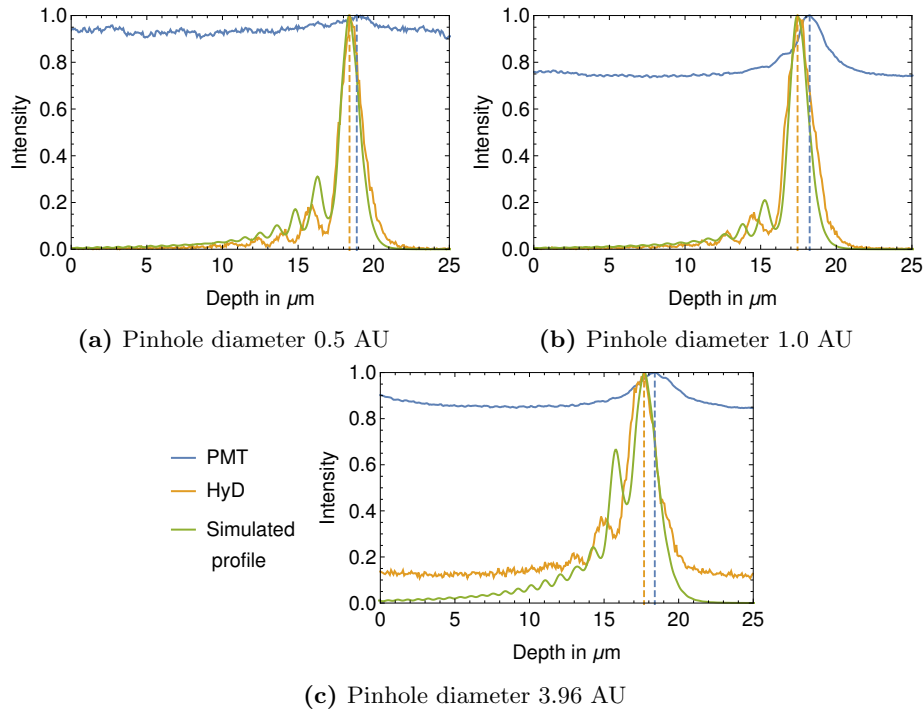 1.0
0.8
0.6
0.4
0.2
0.0
Intensity
0 5 10 15 20 25
Depth in μm
(a) Pinhole diameter 0.5 AU
1.0
0.8
0.6
0.4
0.2
0.0
Intensity
0 5 10 15 20 25
Depth in μm
(b) Pinhole diameter 1.0 AU
PMT
HyD
Simulated
profile
1.0
0.8
0.6
0.4
0.2
0.0
Intensity
0 5 10 15 20 25
Depth in μm
(c) Pinhole diameter 3.96 AU